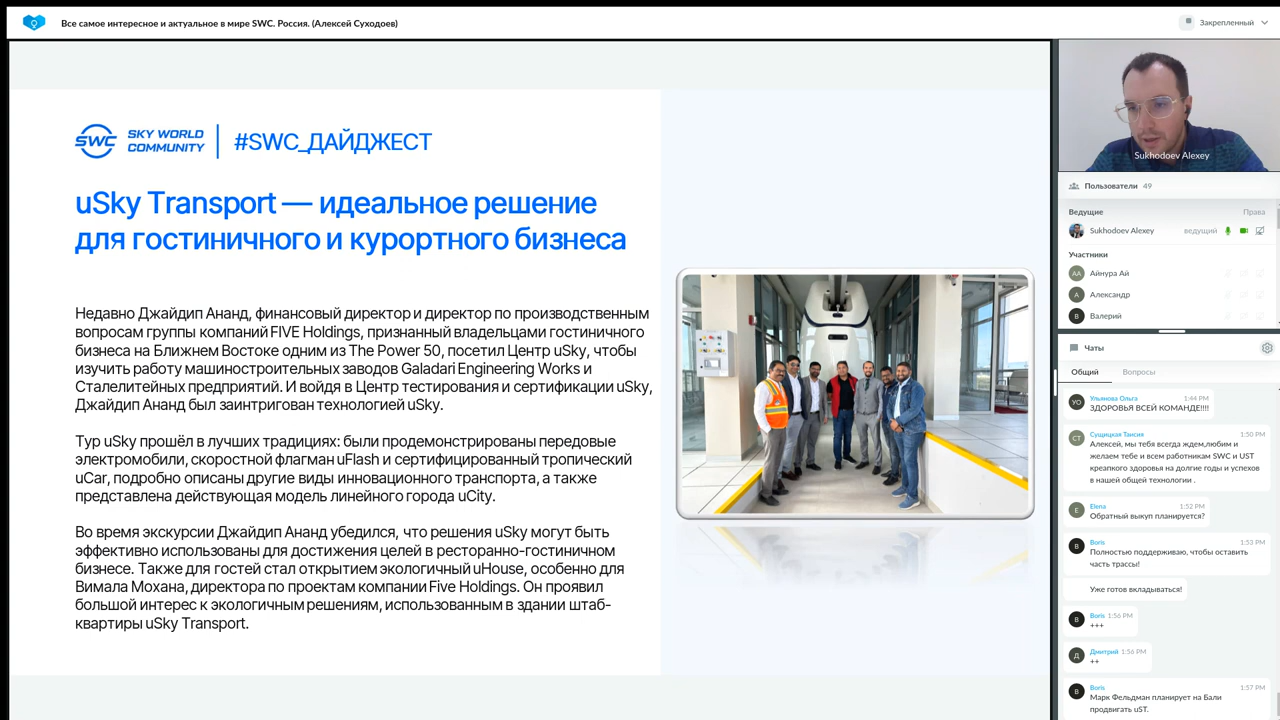 Все самое интересное и актуальное в мире SWC. Россия. (Алексей Суходоев)
Закрепленный
SWC SKY WORLD COMMUNITY
#SWC_ДАЙДЖЕСТ
uSky Transport — идеальное решение
для гостиничного и курортного бизнеса
Недавно Джайдип Ананд, финансовый директор и директор по производственным
вопросам группы компаний FIVE Holdings, признанный владельцами гостиничного
бизнеса на Ближнем Востоке одним из The Power 50, посетил Центр uSky, чтобы
изучить работу машиностроительных заводов Galadari Engineering Works и
Сталелитейных предприятий. И войдя в Центр тестирования и сертификации uSky,
Джайдип Ананд был заинтригован технологией uSky.
Тур uSky прошёл в лучших традициях: были продемонстрированы передовые
электромобили, скоростной флагман uFlash и сертифицированный тропический
uCar, подробно описаны другие виды инновационного транспорта, а также
представлена действующая модель линейного города uCity.
Во время экскурсии Джайдип Ананд убедился, что решения uSky могут быть
эффективно использованы для достижения целей в ресторанно-гостиничном
бизнесе. Также для гостей стал открытием экологичный uHouse, особенно для
Вимала Мохана, директора по проектам компании Five Holdings. Он проявил
большой интерес к экологичным решениям, использованным в здании штаб-
квартиры uSky Transport.
Sukhodoev Alexey
Пользователи 49
Ведущие Права
Sukhodoev Alexey ведущий
Участники
АА Айнура Ай
А Александр
В Валерий
Чаты
Общий Вопросы
УО Ульянова Ольга 1:44 PM
ЗДОРОВЬЯ ВСЕЙ КОМАНДЕ!!!!
СТ Сущицкая Таисия 1:50 PM
Алексей, мы тебя всегда ждем,любим и
желаем тебе и всем работникам SWC и UST
креапкого здоровья на долгие годы и успехов
в нашей общей технологии .
E Elena 1:52 PM
Обратный выкуп планируется?
B Boris 1:53 PM
Полностью поддерживаю, чтобы оставить
часть трассы!
Уже готов вкладываться!
B Boris 1:56 PM
+++
Д Дмитрий 1:56 PM
++
B Boris 1:57 PM
Марк Фельдман планирует на Бали
продвигать uST.